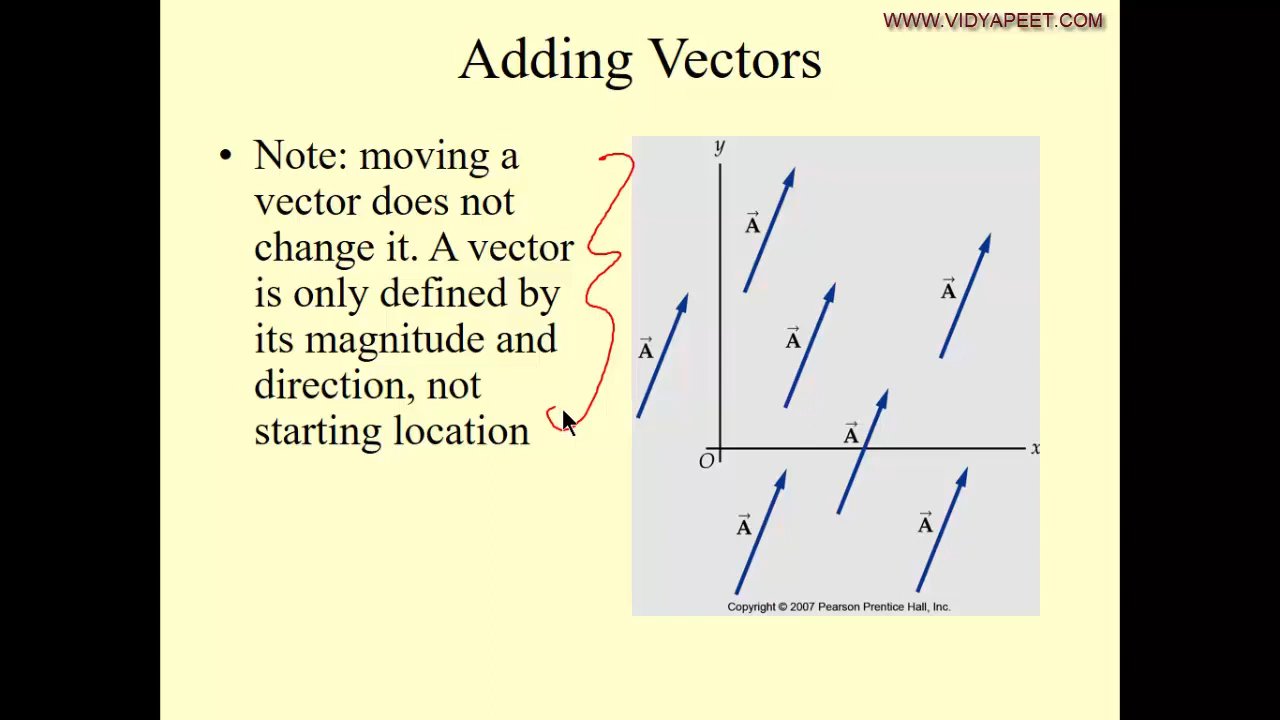 WWW.VIDYAPEET.COM
Adding Vectors
• Note: moving a
vector does not
change it. A vector
is only defined by
its magnitude and
direction, not
starting location
y
A⃗
A⃗
A⃗
A⃗
A⃗
O
x
A⃗
A⃗
Copyright © 2007 Pearson Prentice Hall, Inc.